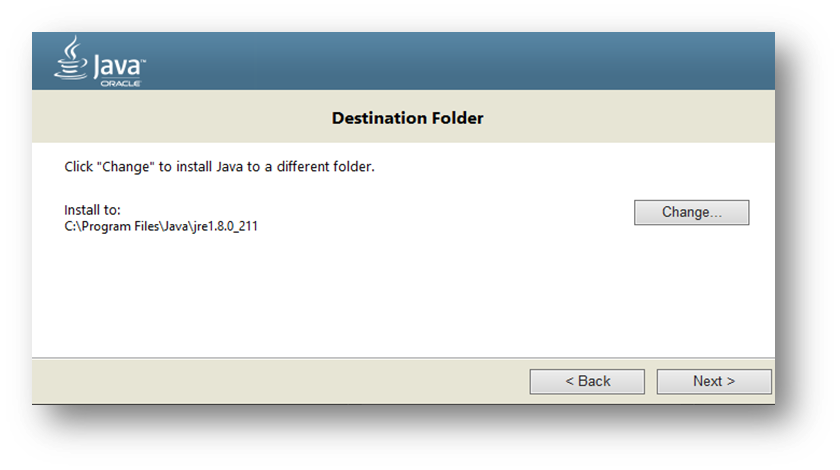 Java™
ORACLE
Destination Folder
Click "Change" to install Java to a different folder.
Install to:
C:\Program Files\Java\jre1.8.0_211
Change...
< Back
Next >